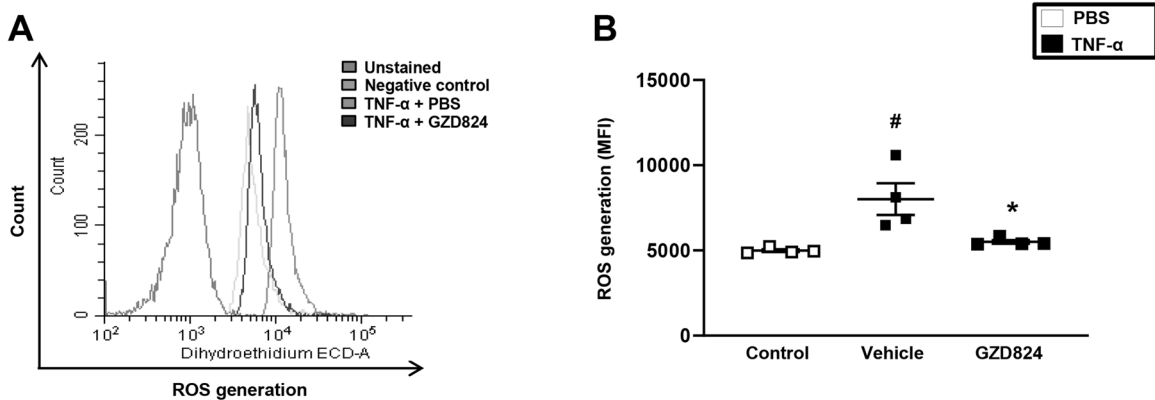 A
Unstained
Negative control
TNF-α + PBS
TNF-α + GZD824
Count
Count
200
100
0
10²
10³
10⁴
10⁵
Dihydroethidium ECD-A
ROS generation
B
PBS
TNF-α
ROS generation (MFI)
15000
10000
5000
0
#
*
Control
Vehicle
GZD824